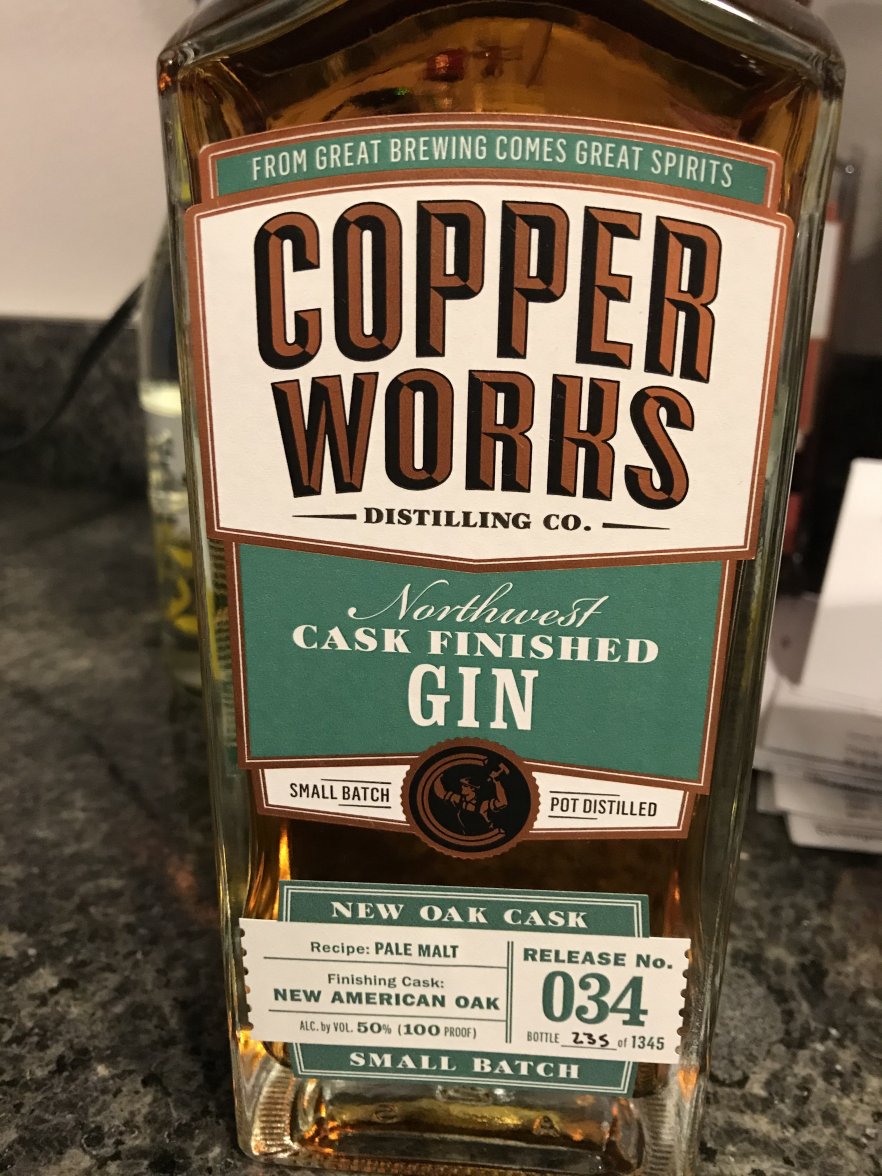 FROM GREAT BREWING COMES GREAT SPIRITS
COPPER
WORKS
DISTILLING CO.
Northwest
CASK FINISHED
GIN
SMALL BATCH
POT DISTILLED
NEW OAK CASK
Recipe: PALE MALT
Finishing Cask:
NEW AMERICAN OAK
ALC. by VOL. 50% (100 PROOF)
RELEASE No.
034
BOTTLE 235 of 1345
SMALL BATCH